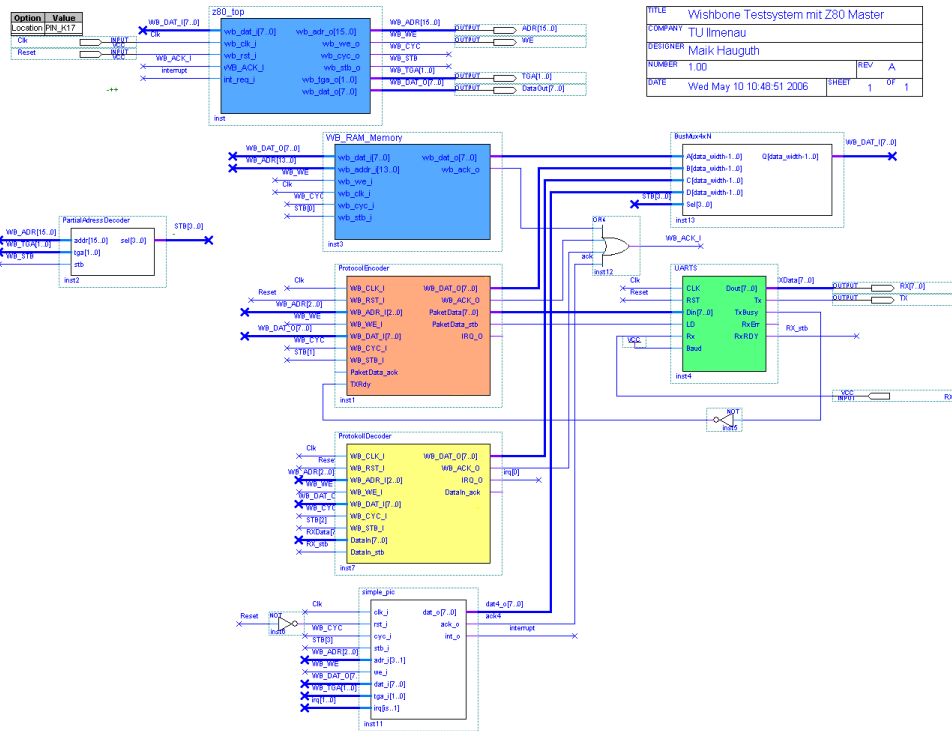 Option Value
Location PIN_K17
Clk INPUT VCC
Reset INPUT VCC
z80_top
WB_DAT_I[7..0]
Clk
WB_ACK_I
interrupt
wb_dat_i[7..0] wb_adr_o[15..0]
wb_clk_i wb_we_o
wb_rst_i wb_cyc_o
WB_ACK_I wb_stb_o
int_req_i wb_tga_o[1..0]
wb_dat_o[7..0]
inst
WB_ADR[15..0]
WB_WE
WB_CYC
WB_STB
WB_TGA[1..0]
WB_DAT_O[7..0]
OUTPUT ADR[15..0]
OUTPUT WE
OUTPUT TGA[1..0]
OUTPUT DataOut[7..0]
TITLE Wishbone Testsystem mit Z80 Master
COMPANY TU Ilmenau
DESIGNER Maik Hauguth
NUMBER 1.00 REV A
DATE Wed May 10 10:48:51 2006 SHEET 1 OF 1
WB_RAM_Memory
WB_DAT_O[7..0]
WB_ADR[13..0]
WB_WE
Clk
WB_CYC
STB[0]
wb_dat_i[7..0] wb_dat_o[7..0]
wb_addr_i[13..0] wb_ack_o
wb_we_i
wb_clk_i
wb_cyc_i
wb_stb_i
inst3
BusMux4xN
A[data_width-1..0] Q[data_width-1..0]
B[data_width-1..0]
C[data_width-1..0]
D[data_width-1..0]
Sel[3..0]
STB[3..0]
WB_DAT_I[7..0]
inst13
PartialAdressDecoder
WB_ADR[15..0]
WB_TGA[1..0]
WB_STB
addr[15..0] sel[3..0]
tga[1..0]
stb
STB[3..0]
inst2
OR4
ack
WB_ACK_I
inst12
ProtocolEncoder
Clk
Reset
WB_ADR[2..0]
WB_WE
WB_DAT_O[7..0]
WB_CYC
STB[1]
WB_CLK_I WB_DAT_O[7..0]
WB_RST_I WB_ACK_O
WB_ADR_I[2..0] PaketData[7..0]
WB_WE_I PaketData_stb
WB_DAT_I[7..0] IRQ_O
WB_CYC_I
WB_STB_I
PaketData_ack
TXRdy
inst1
UARTS
Clk
Reset
VCC
CLK Dout[7..0]
RST Tx
Din[7..0] TxBusy
LD RxErr
Rx RxRDY
Baud
XData[7..0]
RX_stb
OUTPUT RX[7..0]
OUTPUT TX
inst4
VCC INPUT RX
NOT
inst5
ProtokollDecoder
Clk
Rese
WB_ADR[2..0]
WB_WE
WB_DAT_O
WB_CYC
STB[2]
RXData[7
RX_stb
WB_CLK_I WB_DAT_O[7..0]
WB_RST_I WB_ACK_O
WB_ADR_I[2..0] IRQ_O
WB_WE_I DataIn_ack
WB_DAT_I[7..0]
WB_CYC_I
WB_STB_I
DataIn[7..0]
DataIn_stb
irq[0]
inst7
simple_pic
Reset
NOT
inst6
Clk
WB_CYC
STB[3]
WB_ADR[2..0]
WB_WE
WB_DAT_O[7..
WB_TGA[1..0]
irq[1..0]
clk_i dat_o[7..0]
rst_i ack_o
cyc_i int_o
stb_i
adr_i[3..1]
we_i
dat_i[7..0]
tga_i[1..0]
irq[is..1]
dat4_o[7..0]
ack4
interrupt
inst11